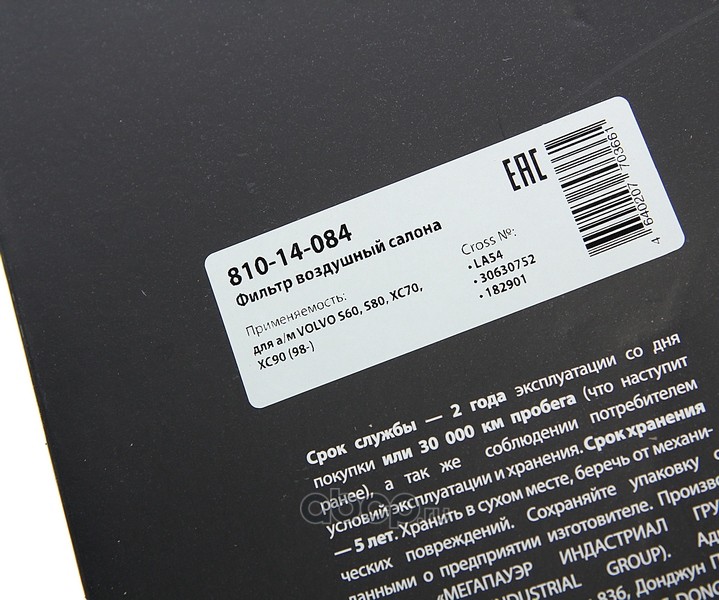 810-14-084
Фильтр воздушный салона
Применяемость:
для а/м VOLVO S60, S80, XC70,
XC90 (98-)
Cross №:
• LA54
• 30630752
• 182901
EAC
4 640207 703661
Срок службы — 2 года эксплуатации со дня
покупки или 30 000 км пробега (что наступит
ранее), а так же соблюдении потребителем
условий эксплуатации и хранения. Срок хранения
— 5 лет. Хранить в сухом месте, беречь от механи-
ческих повреждений. Сохраняйте упаковку с
данными о предприятии изготовителе. Произво
«МЕГАПАУЭР ИНДАСТРИАЛ ГРУ
INDUSTRIAL GROUP). Ад
836, Донджун П
DONG